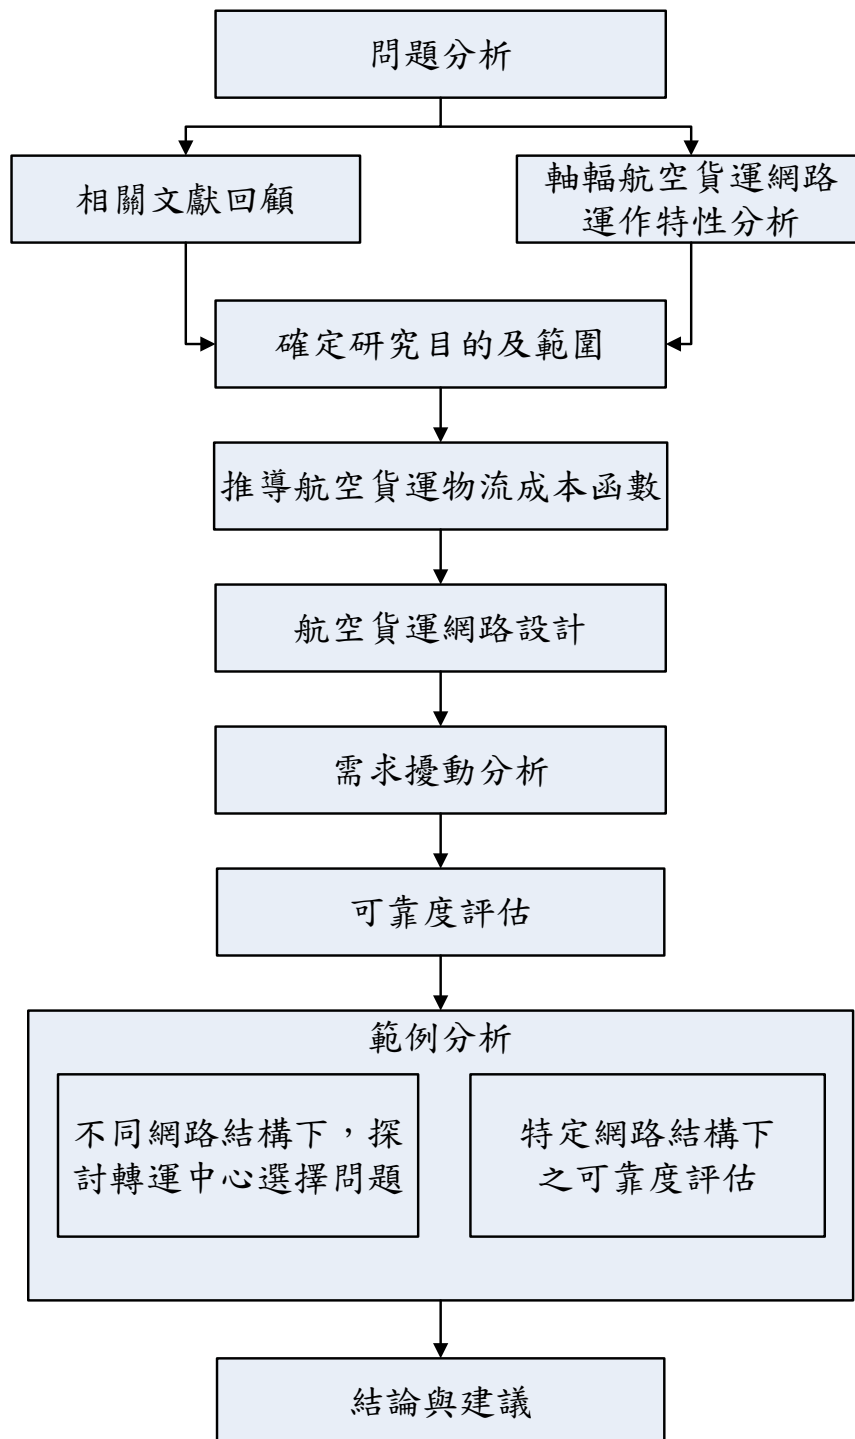 問題分析
相關文獻回顧
軸輻航空貨運網路
運作特性分析
確定研究目的及範圍
推導航空貨運物流成本函數
航空貨運網路設計
需求擾動分析
可靠度評估
範例分析
不同網路結構下，探
討轉運中心選擇問題
特定網路結構下
之可靠度評估
結論與建議